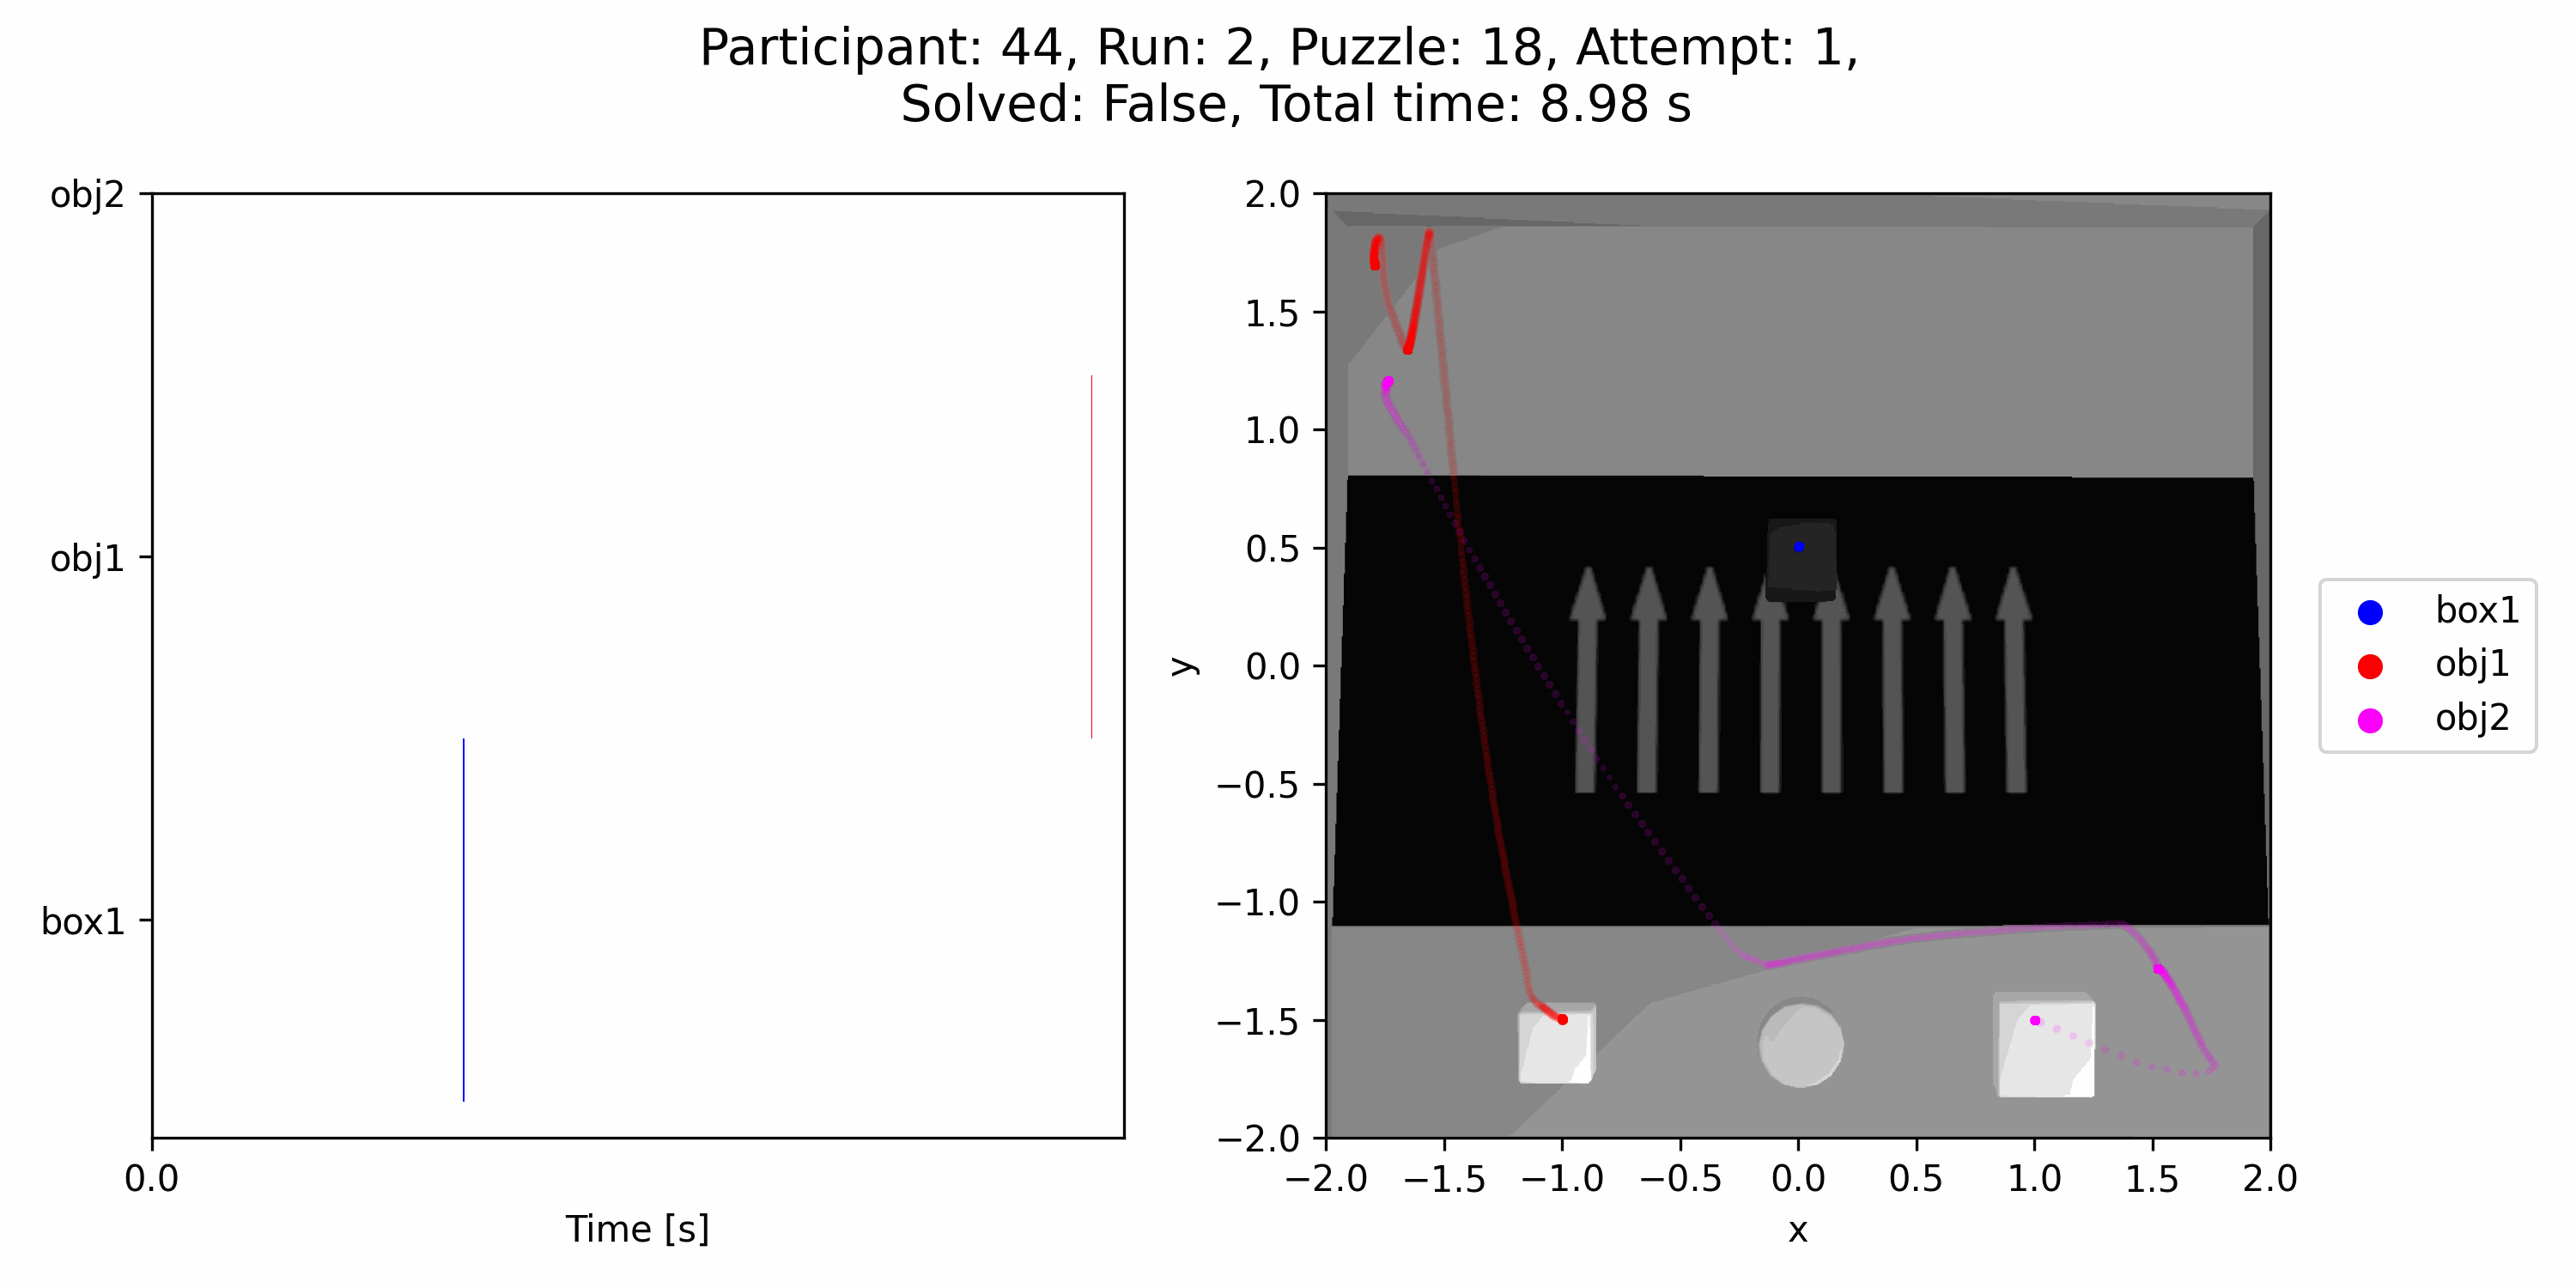 Participant: 44, Run: 2, Puzzle: 18, Attempt: 1,
Solved: False, Total time: 8.98 s
obj2
obj1
box1
0.0
Time [s]
2.0
1.5
1.0
0.5
0.0
−0.5
−1.0
−1.5
−2.0
y
−2.0 −1.5 −1.0 −0.5 0.0 0.5 1.0 1.5 2.0
x
box1
obj1
obj2